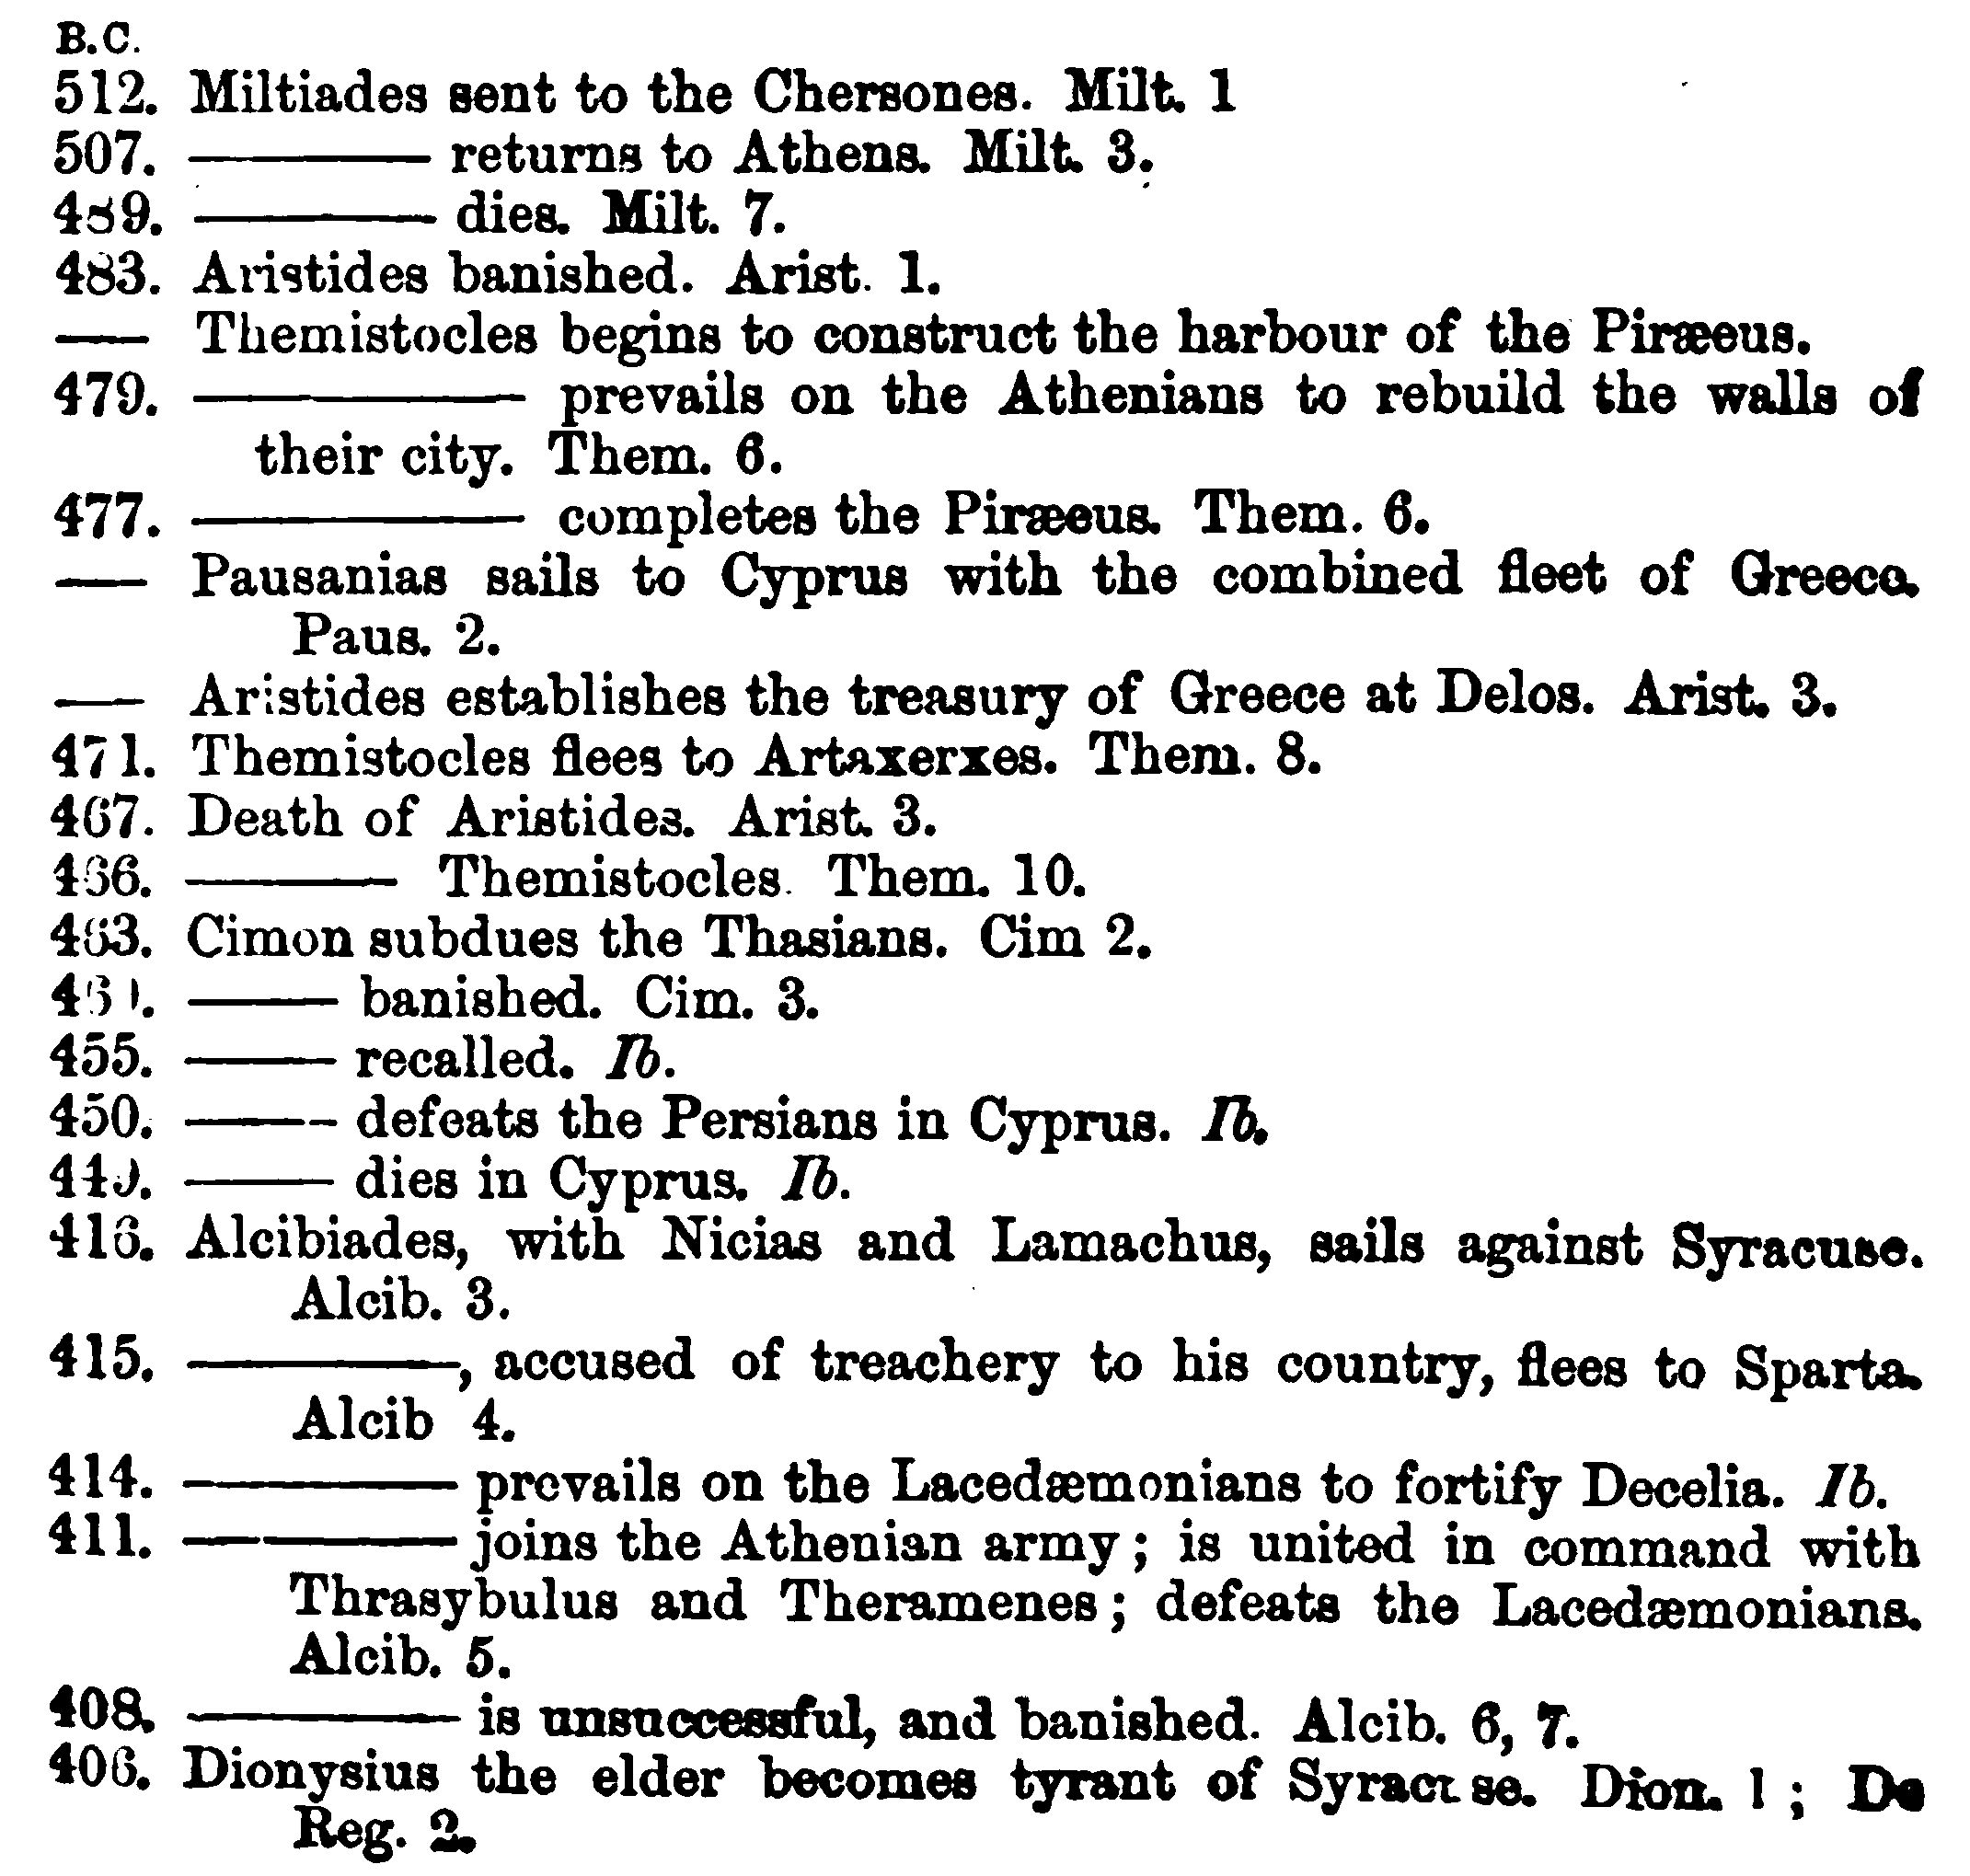 B.C.
512. Miltiades sent to the Chersones. Milt. 1
507. ——— returns to Athens. Milt. 3.
489. ——— dies. Milt. 7.
483. Aristides banished. Arist. 1.
— Themistocles begins to construct the harbour of the Piræeus.
479. ——— prevails on the Athenians to rebuild the walls of
their city. Them. 6.
477. ——— completes the Piræeus. Them. 6.
— Pausanias sails to Cyprus with the combined fleet of Greece.
Paus. 2.
— Aristides establishes the treasury of Greece at Delos. Arist. 3.
471. Themistocles flees to Artaxerxes. Them. 8.
467. Death of Aristides. Arist. 3.
466. ——— Themistocles. Them. 10.
463. Cimon subdues the Thasians. Cim 2.
——— banished. Cim. 3.
455. ——— recalled. Ib.
450. ——— defeats the Persians in Cyprus. Ib.
449. ——— dies in Cyprus. Ib.
416. Alcibiades, with Nicias and Lamachus, sails against Syracuse.
Alcib. 3.
415. ———, accused of treachery to his country, flees to Sparta.
Alcib 4.
414. ——— prevails on the Lacedæmonians to fortify Decelia. Ib.
411. ——— joins the Athenian army; is united in command with
Thrasybulus and Theramenes; defeats the Lacedæmonians.
Alcib. 5.
408. ——— is unsuccessful, and banished. Alcib. 6, 7.
406. Dionysius the elder becomes tyrant of Syracuse. Dion. 1; De
Reg. 2.